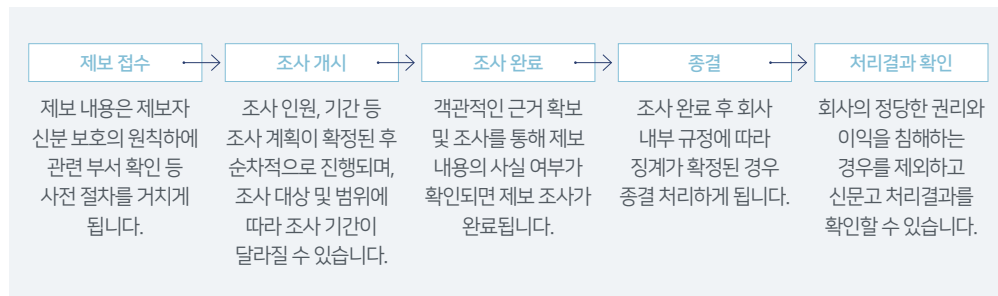 제보 접수
제보 내용은 제보자
신분 보호의 원칙하에
관련 부서 확인 등
사전 절차를 거치게
됩니다.
조사 개시
조사 인원, 기간 등
조사 계획이 확정된 후
순차적으로 진행되며,
조사 대상 및 범위에
따라 조사 기간이
달라질 수 있습니다.
조사 완료
객관적인 근거 확보
및 조사를 통해 제보
내용의 사실 여부가
확인되면 제보 조사가
완료됩니다.
종결
조사 완료 후 회사
내부 규정에 따라
징계가 확정된 경우
종결 처리하게 됩니다.
처리결과 확인
회사의 정당한 권리와
이익을 침해하는
경우를 제외하고
신문고 처리결과를
확인할 수 있습니다.